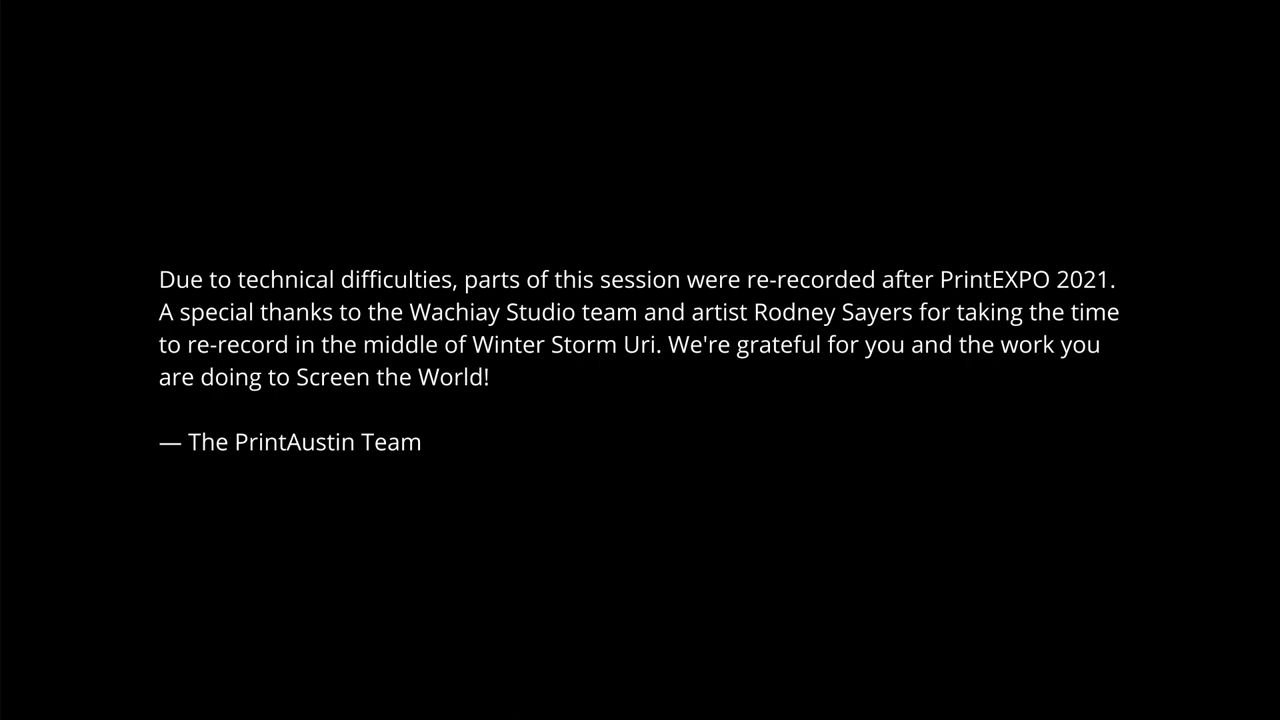 Due to technical difficulties, parts of this session were re-recorded after PrintEXPO 2021.
A special thanks to the Wachiay Studio team and artist Rodney Sayers for taking the time
to re-record in the middle of Winter Storm Uri. We're grateful for you and the work you
are doing to Screen the World!
— The PrintAustin Team